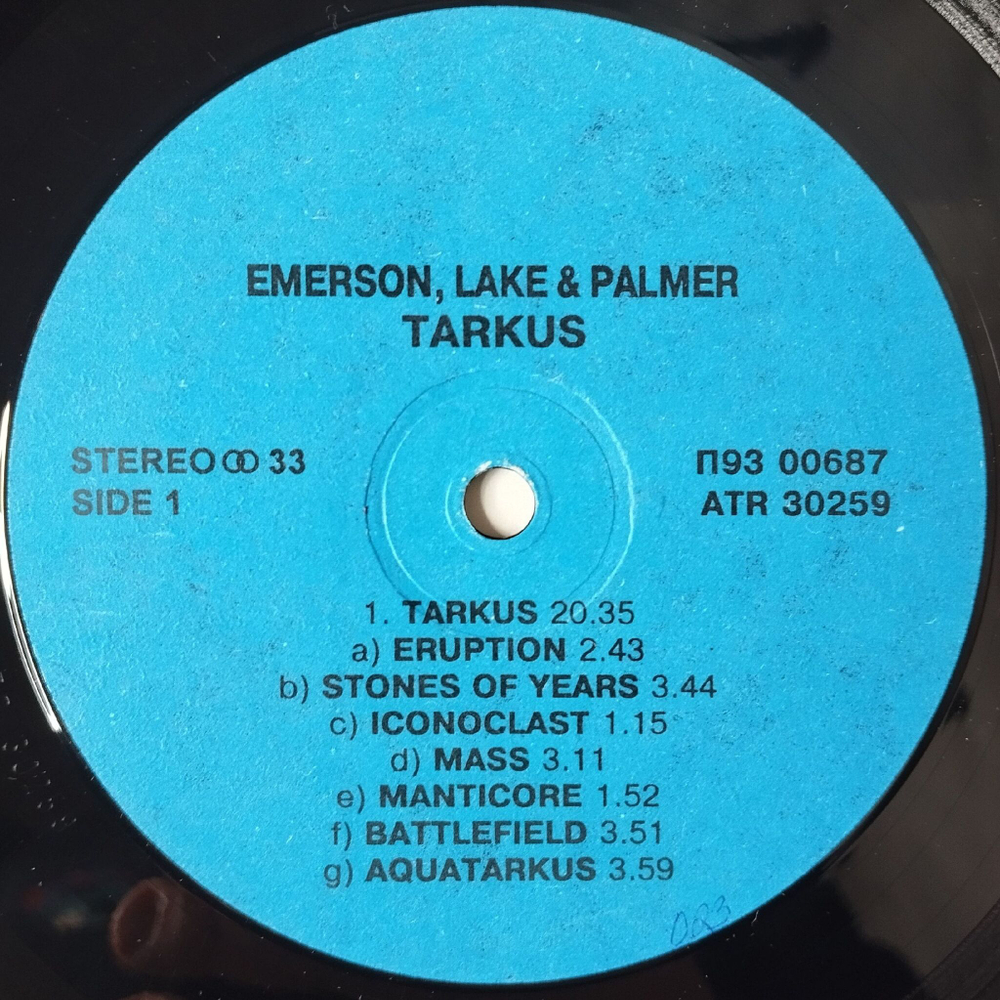 EMERSON, LAKE & PALMER
TARKUS
STEREO ꝏ 33
SIDE 1
П93 00687
ATR 30259
1. TARKUS 20.35
a) ERUPTION 2.43
b) STONES OF YEARS 3.44
c) ICONOCLAST 1.15
d) MASS 3.11
e) MANTICORE 1.52
f) BATTLEFIELD 3.51
g) AQUATARKUS 3.59